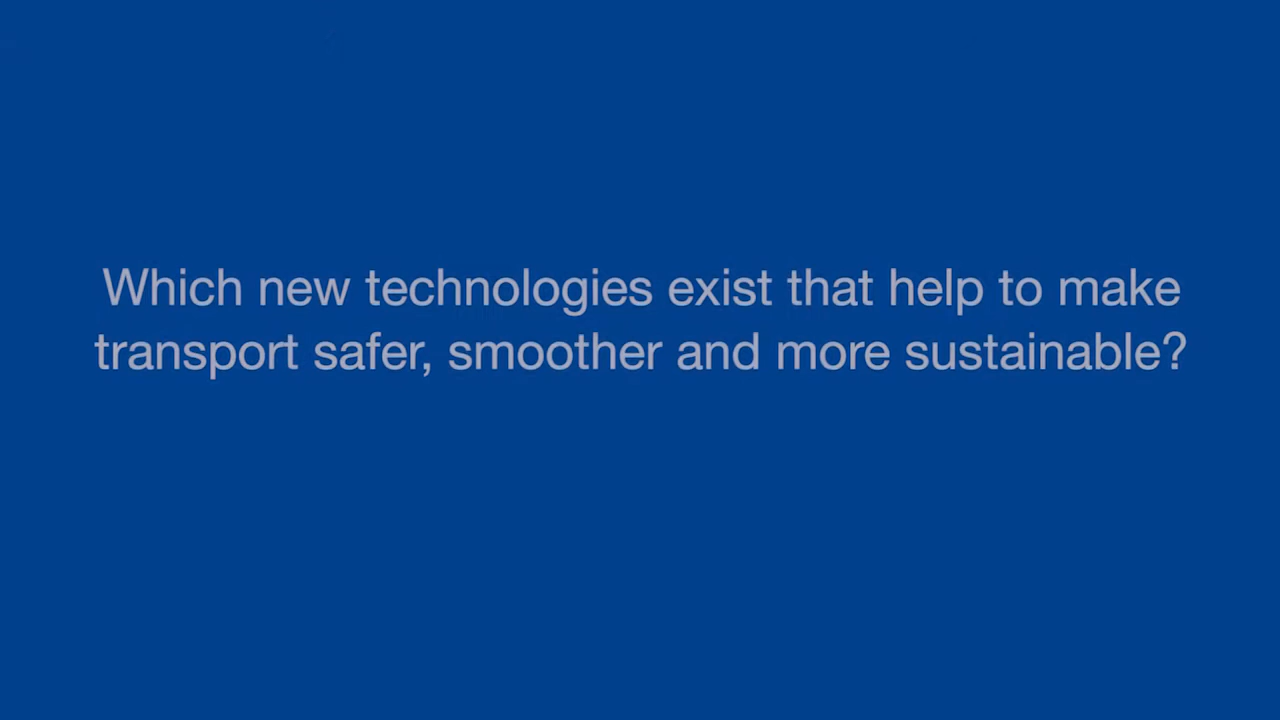 Which new technologies exist that help to make
transport safer, smoother and more sustainable?